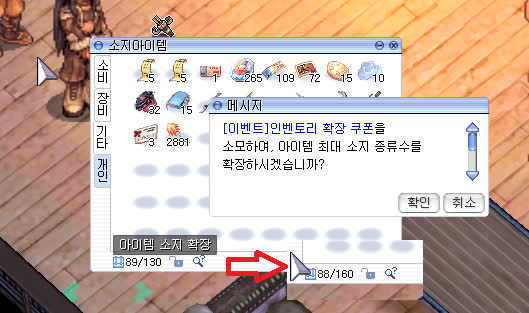 소지아이템
소비
장비
기타
개인
5 5 1 265 109 72 15 10
32 15
3 2881
메시지
[이벤트]인벤토리 확장 쿠폰을
소모하여, 아이템 최대 소지 종류수를
확장하시겠습니까?
확인 취소
아이템 소지 확장
89/130
88/160